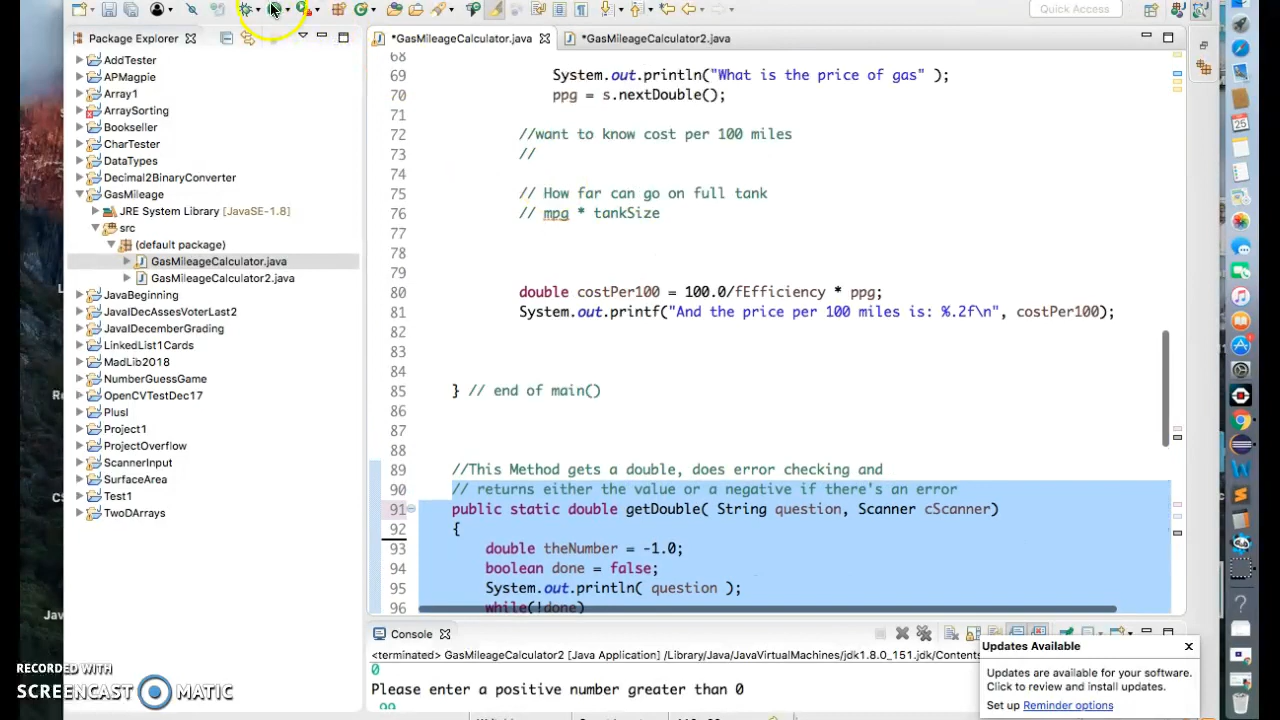 Quick Access
Package Explorer
*GasMileageCalculator.java
*GasMileageCalculator2.java
AddTester
APMagpie
Array1
ArraySorting
Bookseller
CharTester
DataTypes
Decimal2BinaryConverter
GasMileage
JRE System Library [JavaSE-1.8]
src
(default package)
GasMileageCalculator.java
GasMileageCalculator2.java
JavaBeginning
JavaDecAssesVoterLast2
JavaDecemberGrading
LinkedList1Cards
MadLib2018
NumberGuessGame
OpenCVTestDec17
PlusI
Project1
ProjectOverflow
ScannerInput
SurfaceArea
Test1
TwoDArrays
68
69 System.out.println("What is the price of gas" );
70 ppg = s.nextDouble();
71
72 //want to know cost per 100 miles
73 //
74
75 // How far can go on full tank
76 // mpg * tankSize
77
78
79
80 double costPer100 = 100.0/fEfficiency * ppg;
81 System.out.printf("And the price per 100 miles is: %.2f\n", costPer100);
82
83
84
85 } // end of main()
86
87
88
89 //This Method gets a double, does error checking and
90 // returns either the value or a negative if there's an error
91 public static double getDouble( String question, Scanner cScanner)
92 {
93 double theNumber = -1.0;
94 boolean done = false;
95 System.out.println( question );
96 while(!done)
Console
<terminated> GasMileageCalculator2 [Java Application] /Library/Java/JavaVirtualMachines/jdk1.8.0_151.jdk/Contents
0
Please enter a positive number greater than 0
99
Updates Available
Updates are available for your software.
Click to review and install updates.
Set up Reminder options
RECORDED WITH
SCREENCAST MATIC
25